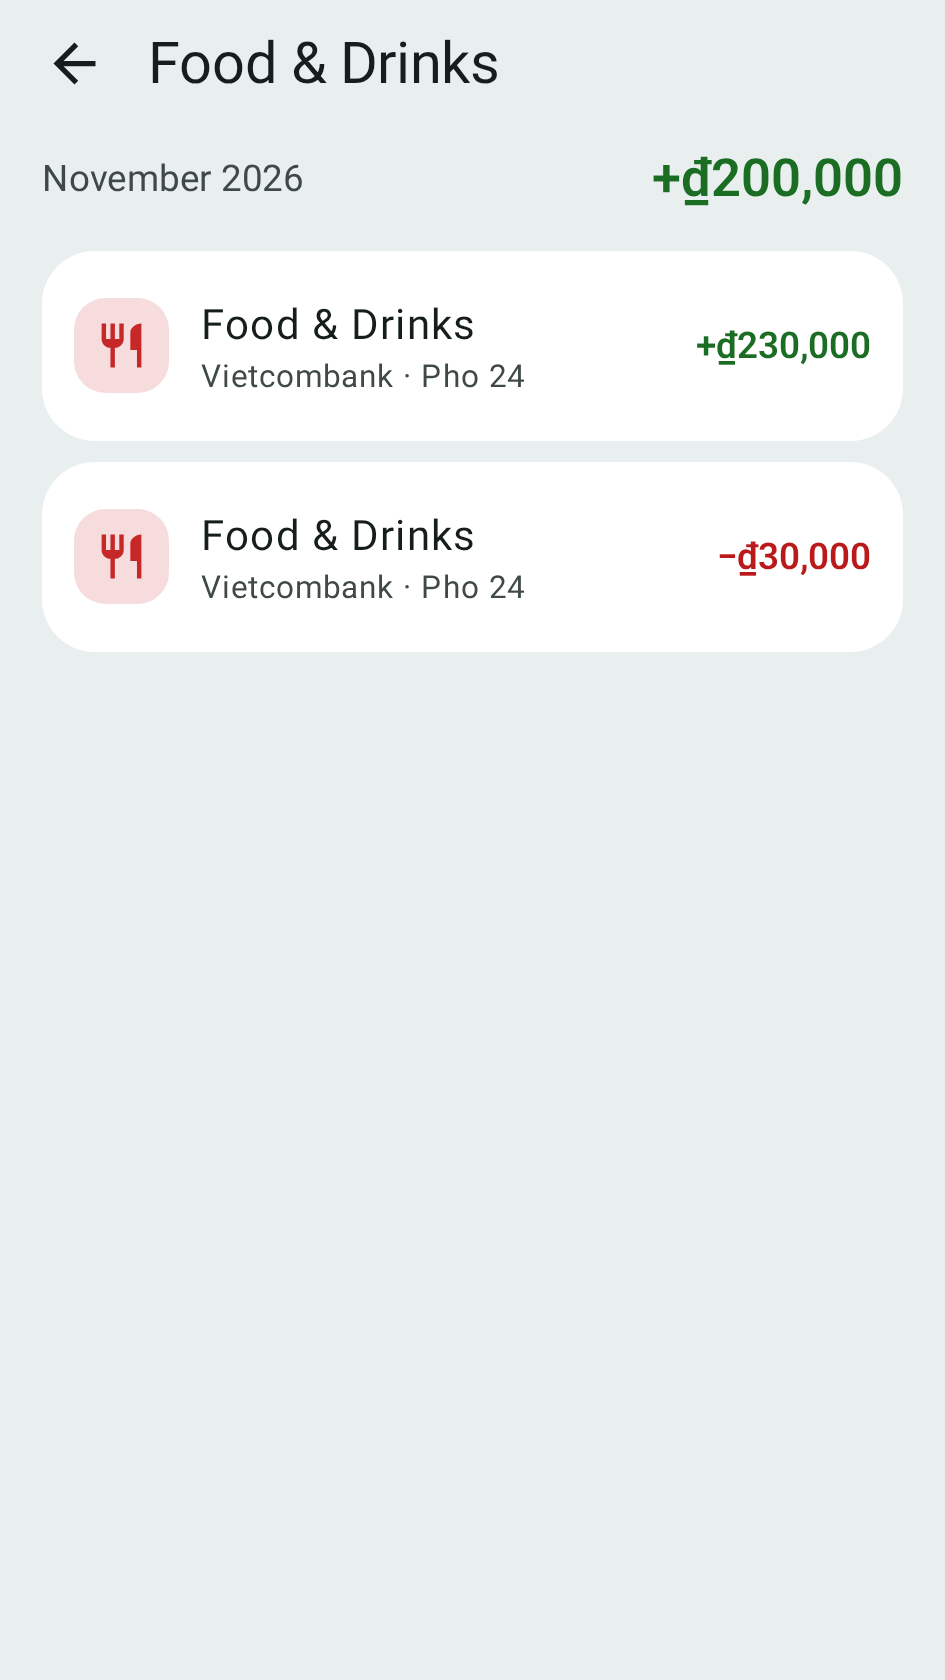 Food & Drinks
November 2026
+₫200,000
Food & Drinks
Vietcombank · Pho 24
+₫230,000
Food & Drinks
Vietcombank · Pho 24
−₫30,000